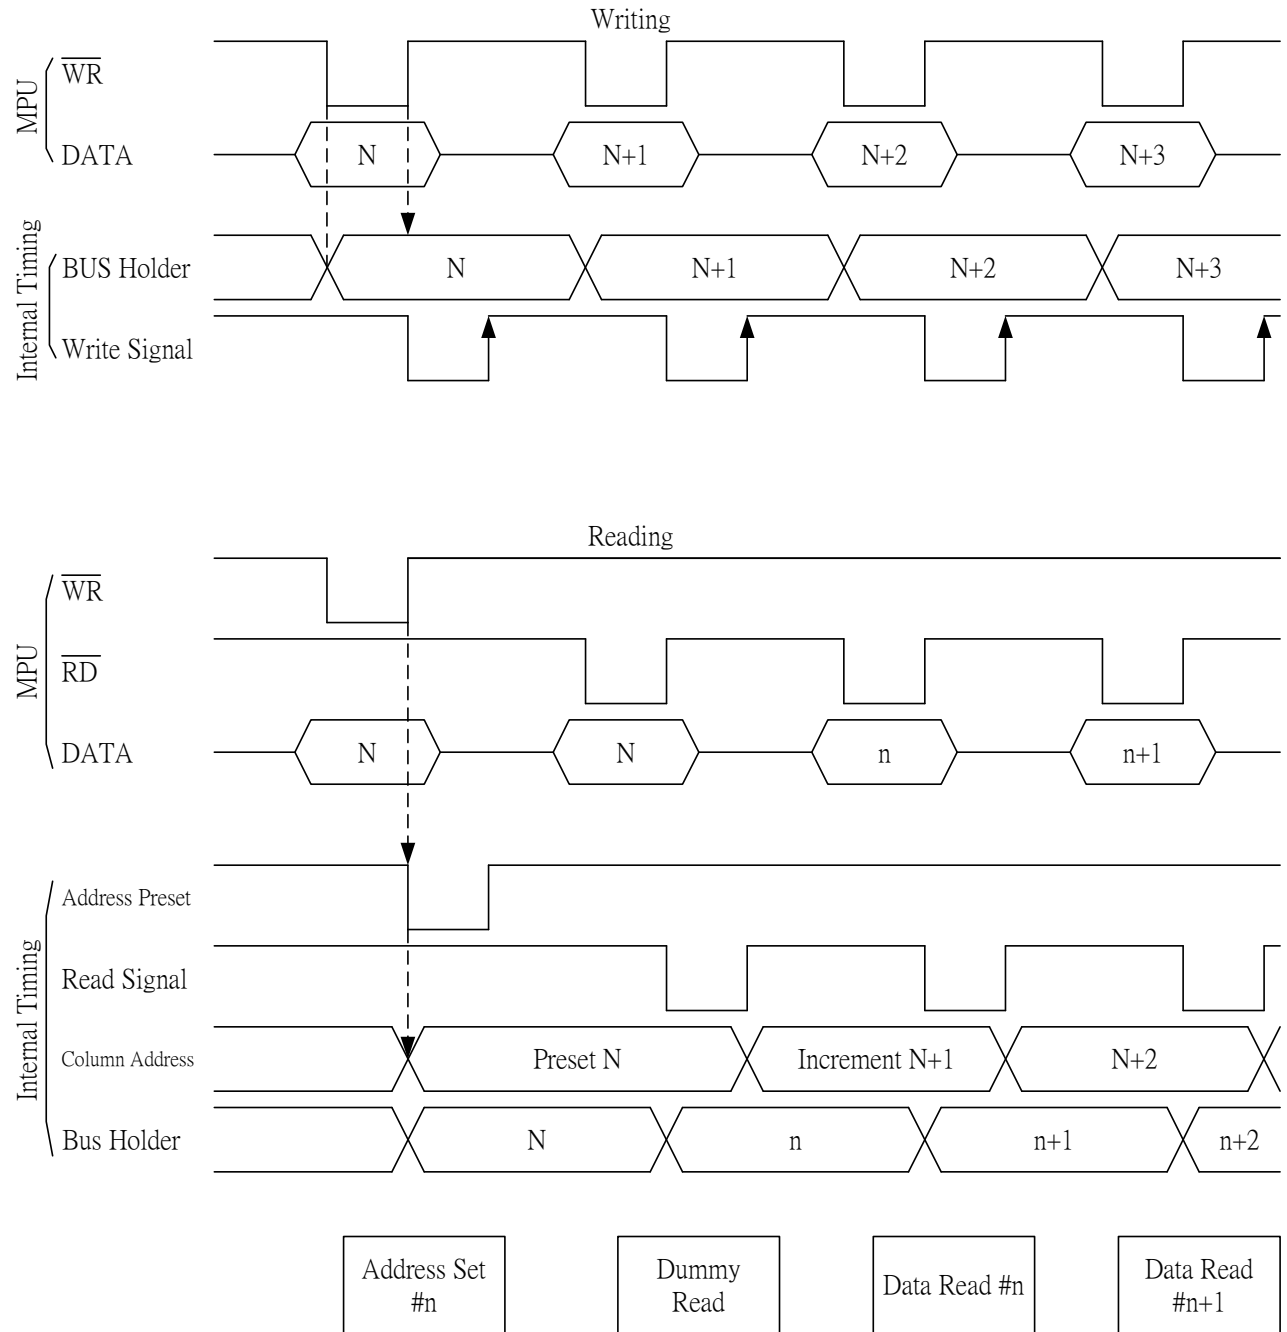 Writing
MPU
WR
DATA
N
N+1
N+2
N+3
Internal Timing
BUS Holder
N
N+1
N+2
N+3
Write Signal
Reading
MPU
WR
RD
DATA
N
N
n
n+1
Internal Timing
Address Preset
Read Signal
Column Address
Preset N
Increment N+1
N+2
Bus Holder
N
n
n+1
n+2
Address Set
#n
Dummy
Read
Data Read #n
Data Read
#n+1